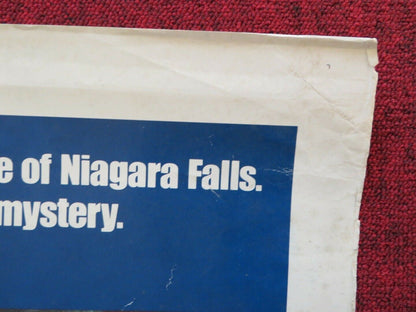 e of Niagara Falls.
mystery.